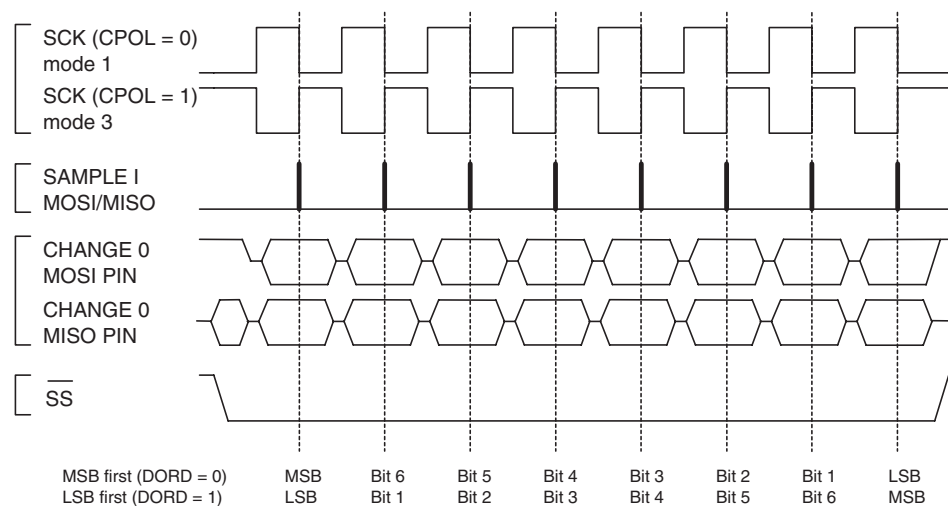 SCK (CPOL = 0)
mode 1
SCK (CPOL = 1)
mode 3
SAMPLE I
MOSI/MISO
CHANGE 0
MOSI PIN
CHANGE 0
MISO PIN
SS
MSB first (DORD = 0) MSB Bit 6 Bit 5 Bit 4 Bit 3 Bit 2 Bit 1 LSB
LSB first (DORD = 1) LSB Bit 1 Bit 2 Bit 3 Bit 4 Bit 5 Bit 6 MSB